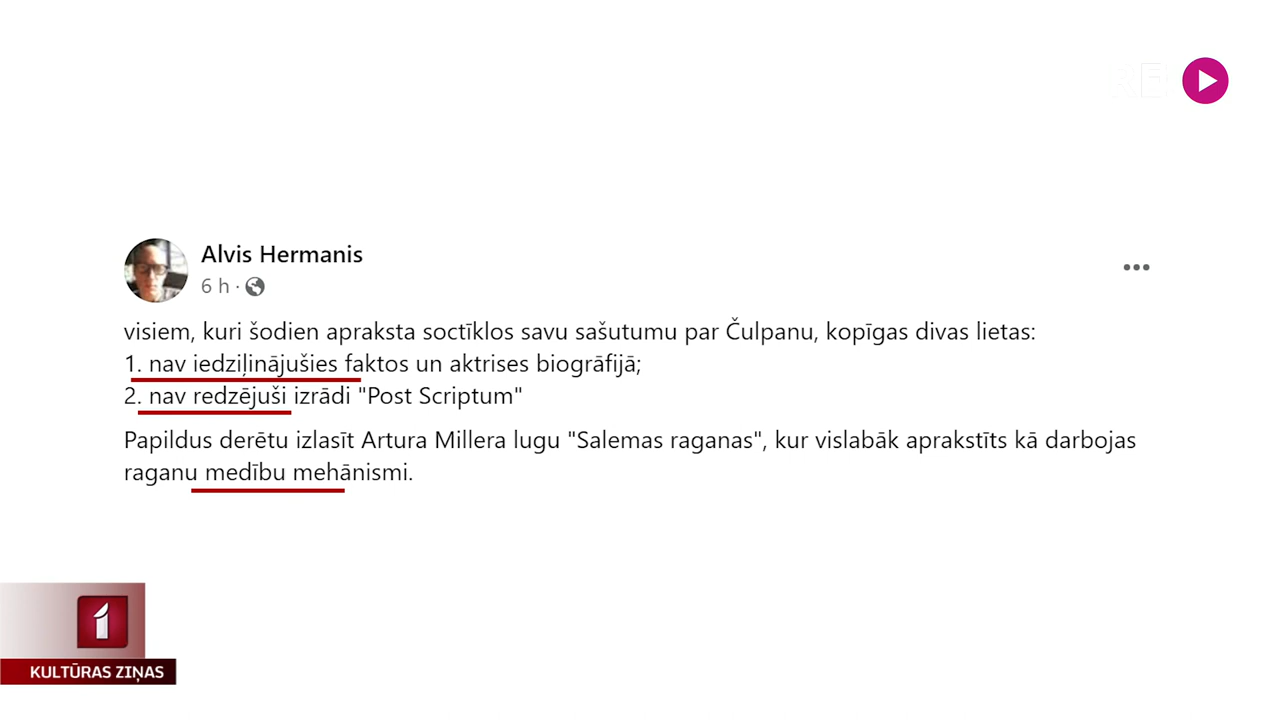 Alvis Hermanis
6 h ·
visiem, kuri šodien apraksta soctīklos savu sašutumu par Čulpanu, kopīgas divas lietas:
1. nav iedziļinājušies faktos un aktrises biogrāfijā;
2. nav redzējuši izrādi "Post Scriptum"
Papildus derētu izlasīt Artura Millera lugu "Salemas raganas", kur vislabāk aprakstīts kā darbojas
raganu medību mehānismi.
1
KULTŪRAS ZIŅAS